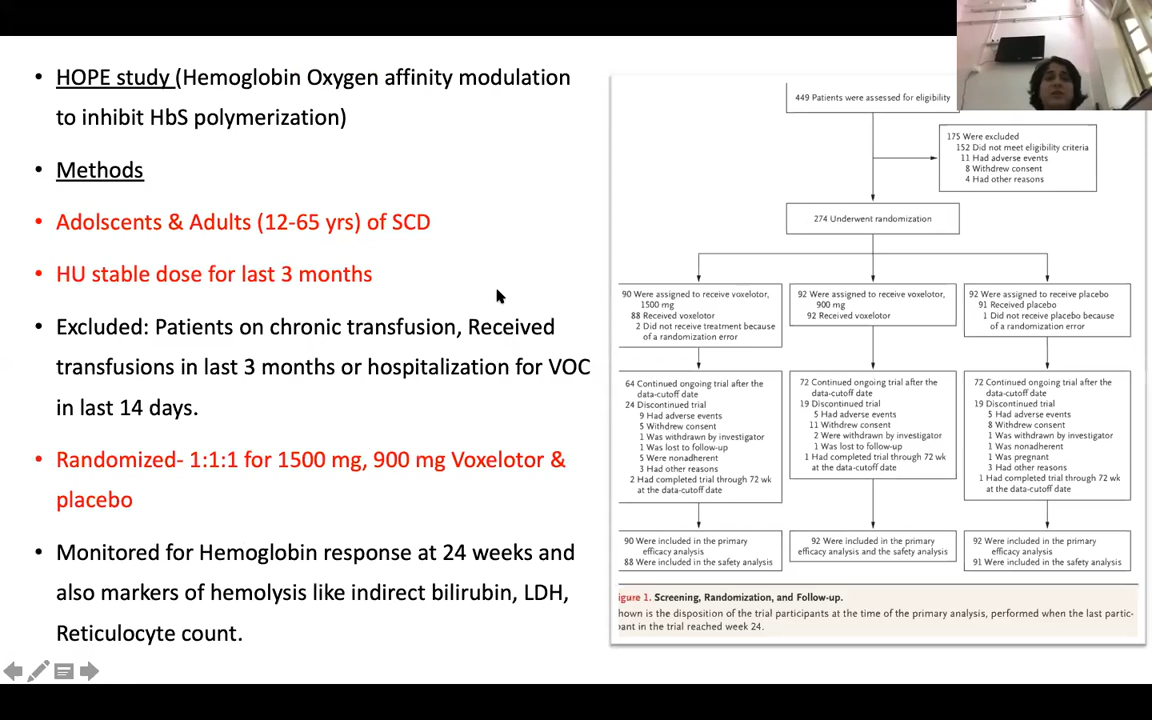 HOPE study (Hemoglobin Oxygen affinity modulation
to inhibit HbS polymerization)
Methods
Adolscents & Adults (12-65 yrs) of SCD
HU stable dose for last 3 months
Excluded: Patients on chronic transfusion, Received
transfusions in last 3 months or hospitalization for VOC
in last 14 days.
Randomized- 1:1:1 for 1500 mg, 900 mg Voxelotor &
placebo
Monitored for Hemoglobin response at 24 weeks and
also markers of hemolysis like indirect bilirubin, LDH,
Reticulocyte count.
449 Patients were assessed for eligibility
175 Were excluded
152 Did not meet eligibility criteria
11 Had adverse events
8 Withdrew consent
4 Had other reasons
274 Underwent randomization
90 Were assigned to receive voxelotor,
1500 mg
88 Received voxelotor
2 Did not receive treatment because
of a randomization error
92 Were assigned to receive voxelotor,
900 mg
92 Received voxelotor
92 Were assigned to receive placebo
91 Received placebo
1 Did not receive placebo because
of a randomization error
64 Continued ongoing trial after the
data-cutoff date
24 Discontinued trial
9 Had adverse events
5 Withdrew consent
1 Was withdrawn by investigator
1 Was lost to follow-up
5 Were nonadherent
3 Had other reasons
2 Had completed trial through 72 wk
at the data-cutoff date
72 Continued ongoing trial after the
data-cutoff date
19 Discontinued trial
5 Had adverse events
11 Withdrew consent
2 Were withdrawn by investigator
1 Was lost to follow-up
1 Had completed trial through 72 wk
at the data-cutoff date
72 Continued ongoing trial after the
data-cutoff date
19 Discontinued trial
5 Had adverse events
8 Withdrew consent
1 Was withdrawn by investigator
1 Was nonadherent
1 Was pregnant
3 Had other reasons
1 Had completed trial through 72 wk
at the data-cutoff date
90 Were included in the primary
efficacy analysis
88 Were included in the safety analysis
92 Were included in the primary
efficacy analysis and the safety analysis
92 Were included in the primary
efficacy analysis
91 Were included in the safety analysis
igure 1. Screening, Randomization, and Follow-up.
hown is the disposition of the trial participants at the time of the primary analysis, performed when the last partic-
pant in the trial reached week 24.